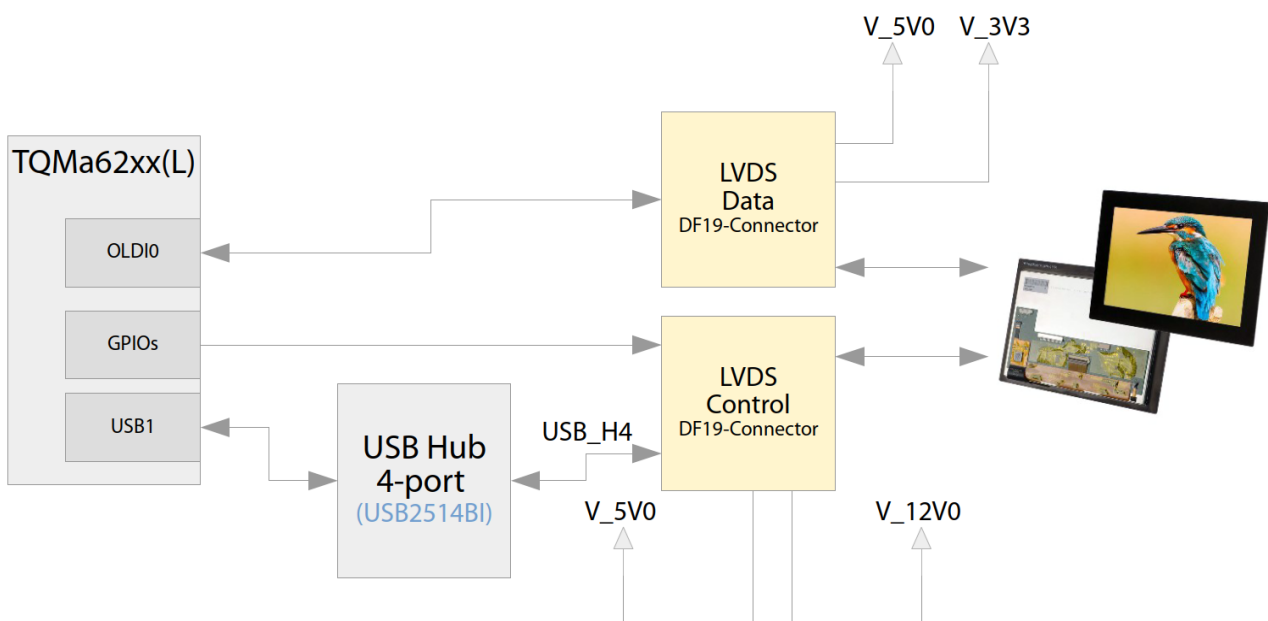 V_5V0
V_3V3
TQMa62xx(L)
OLDI0
GPIOs
USB1
LVDS
Data
DF19-Connector
LVDS
Control
DF19-Connector
USB Hub
4-port
(USB2514BI)
USB_H4
V_5V0
V_12V0